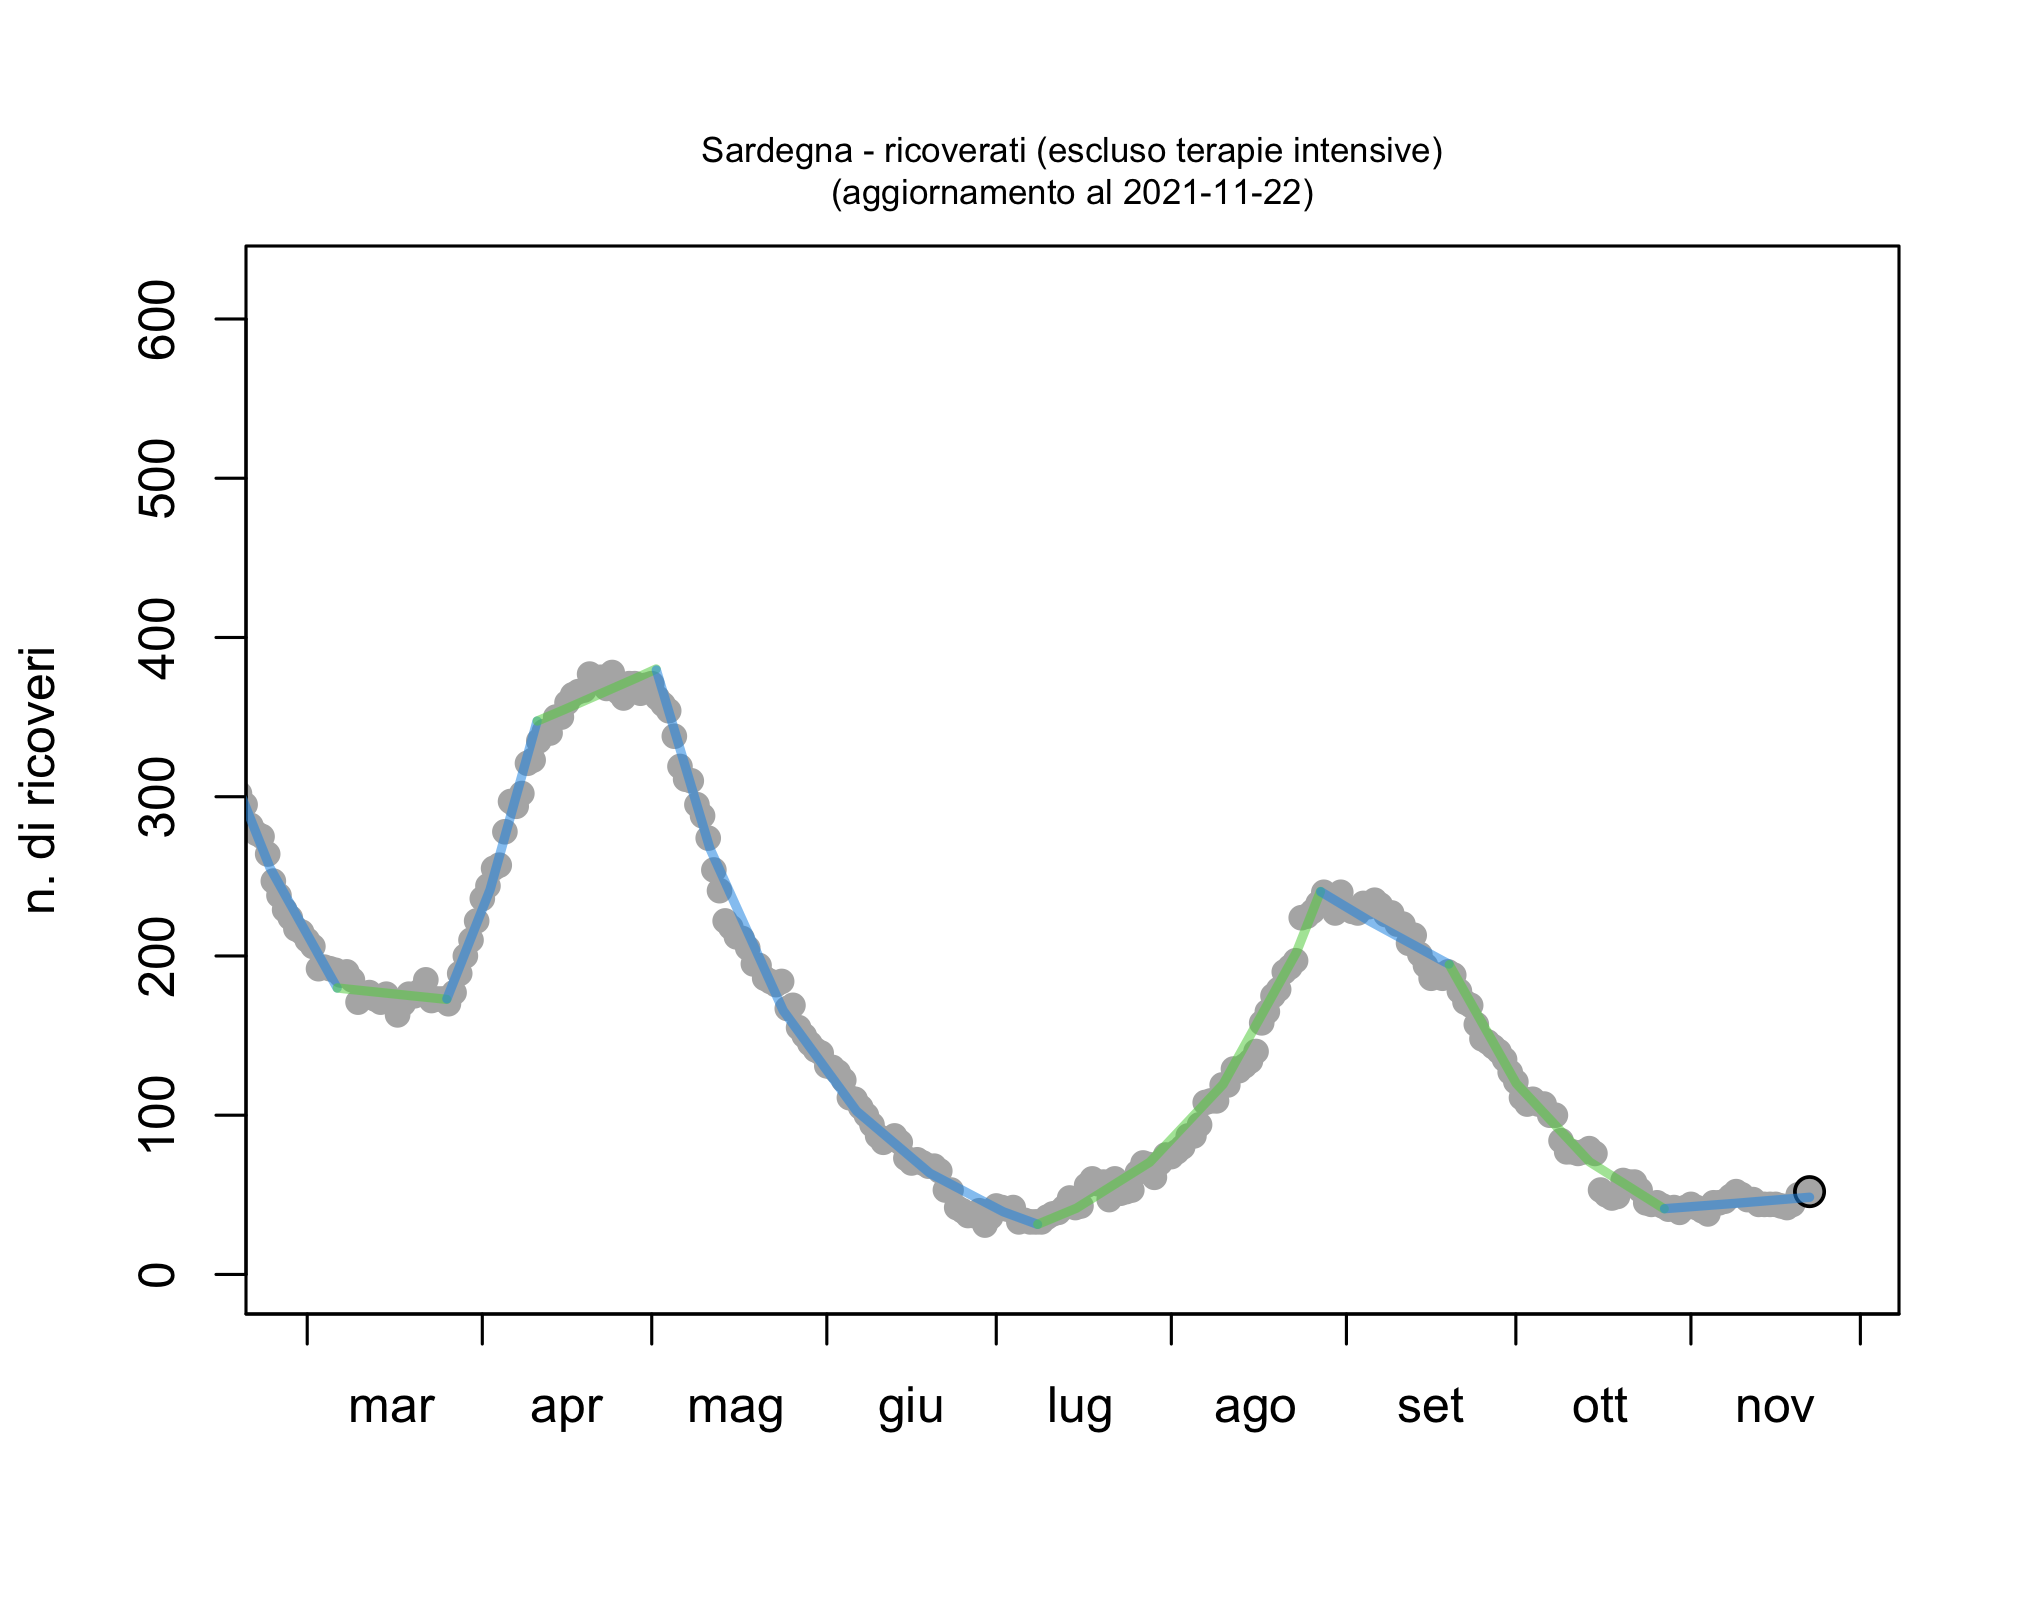 Sardegna - ricoverati (escluso terapie intensive)
(aggiornamento al 2021-11-22)
n. di ricoveri
600
500
400
300
200
100
0
mar apr mag giu lug ago set ott nov